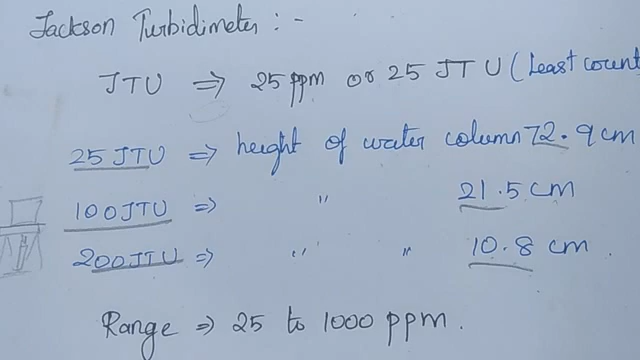 Jackson Turbidimeter :-
JTU ⇒ 25 ppm or 25 JTU (Least count
25 JTU ⇒ height of water column 72.9 cm
100 JTU ⇒ " 21.5 cm
200 JTU ⇒ " " 10.8 cm.
Range ⇒ 25 to 1000 ppm.